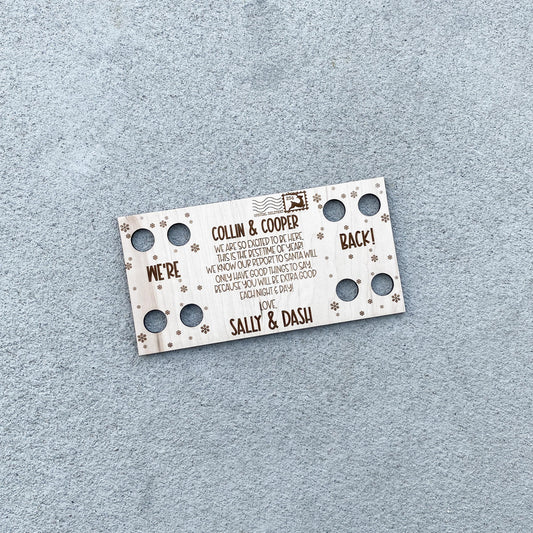 COLLIN & COOPER
WE ARE SO EXCITED TO BE HERE,
THIS IS THE BEST TIME OF YEAR!
WE KNOW OUR REPORT TO SANTA WILL
ONLY HAVE GOOD THINGS TO SAY,
BECAUSE YOU WILL BE EXTRA GOOD
EACH NIGHT & DAY!
LOVE,
SALLY & DASH
WE'RE
BACK!